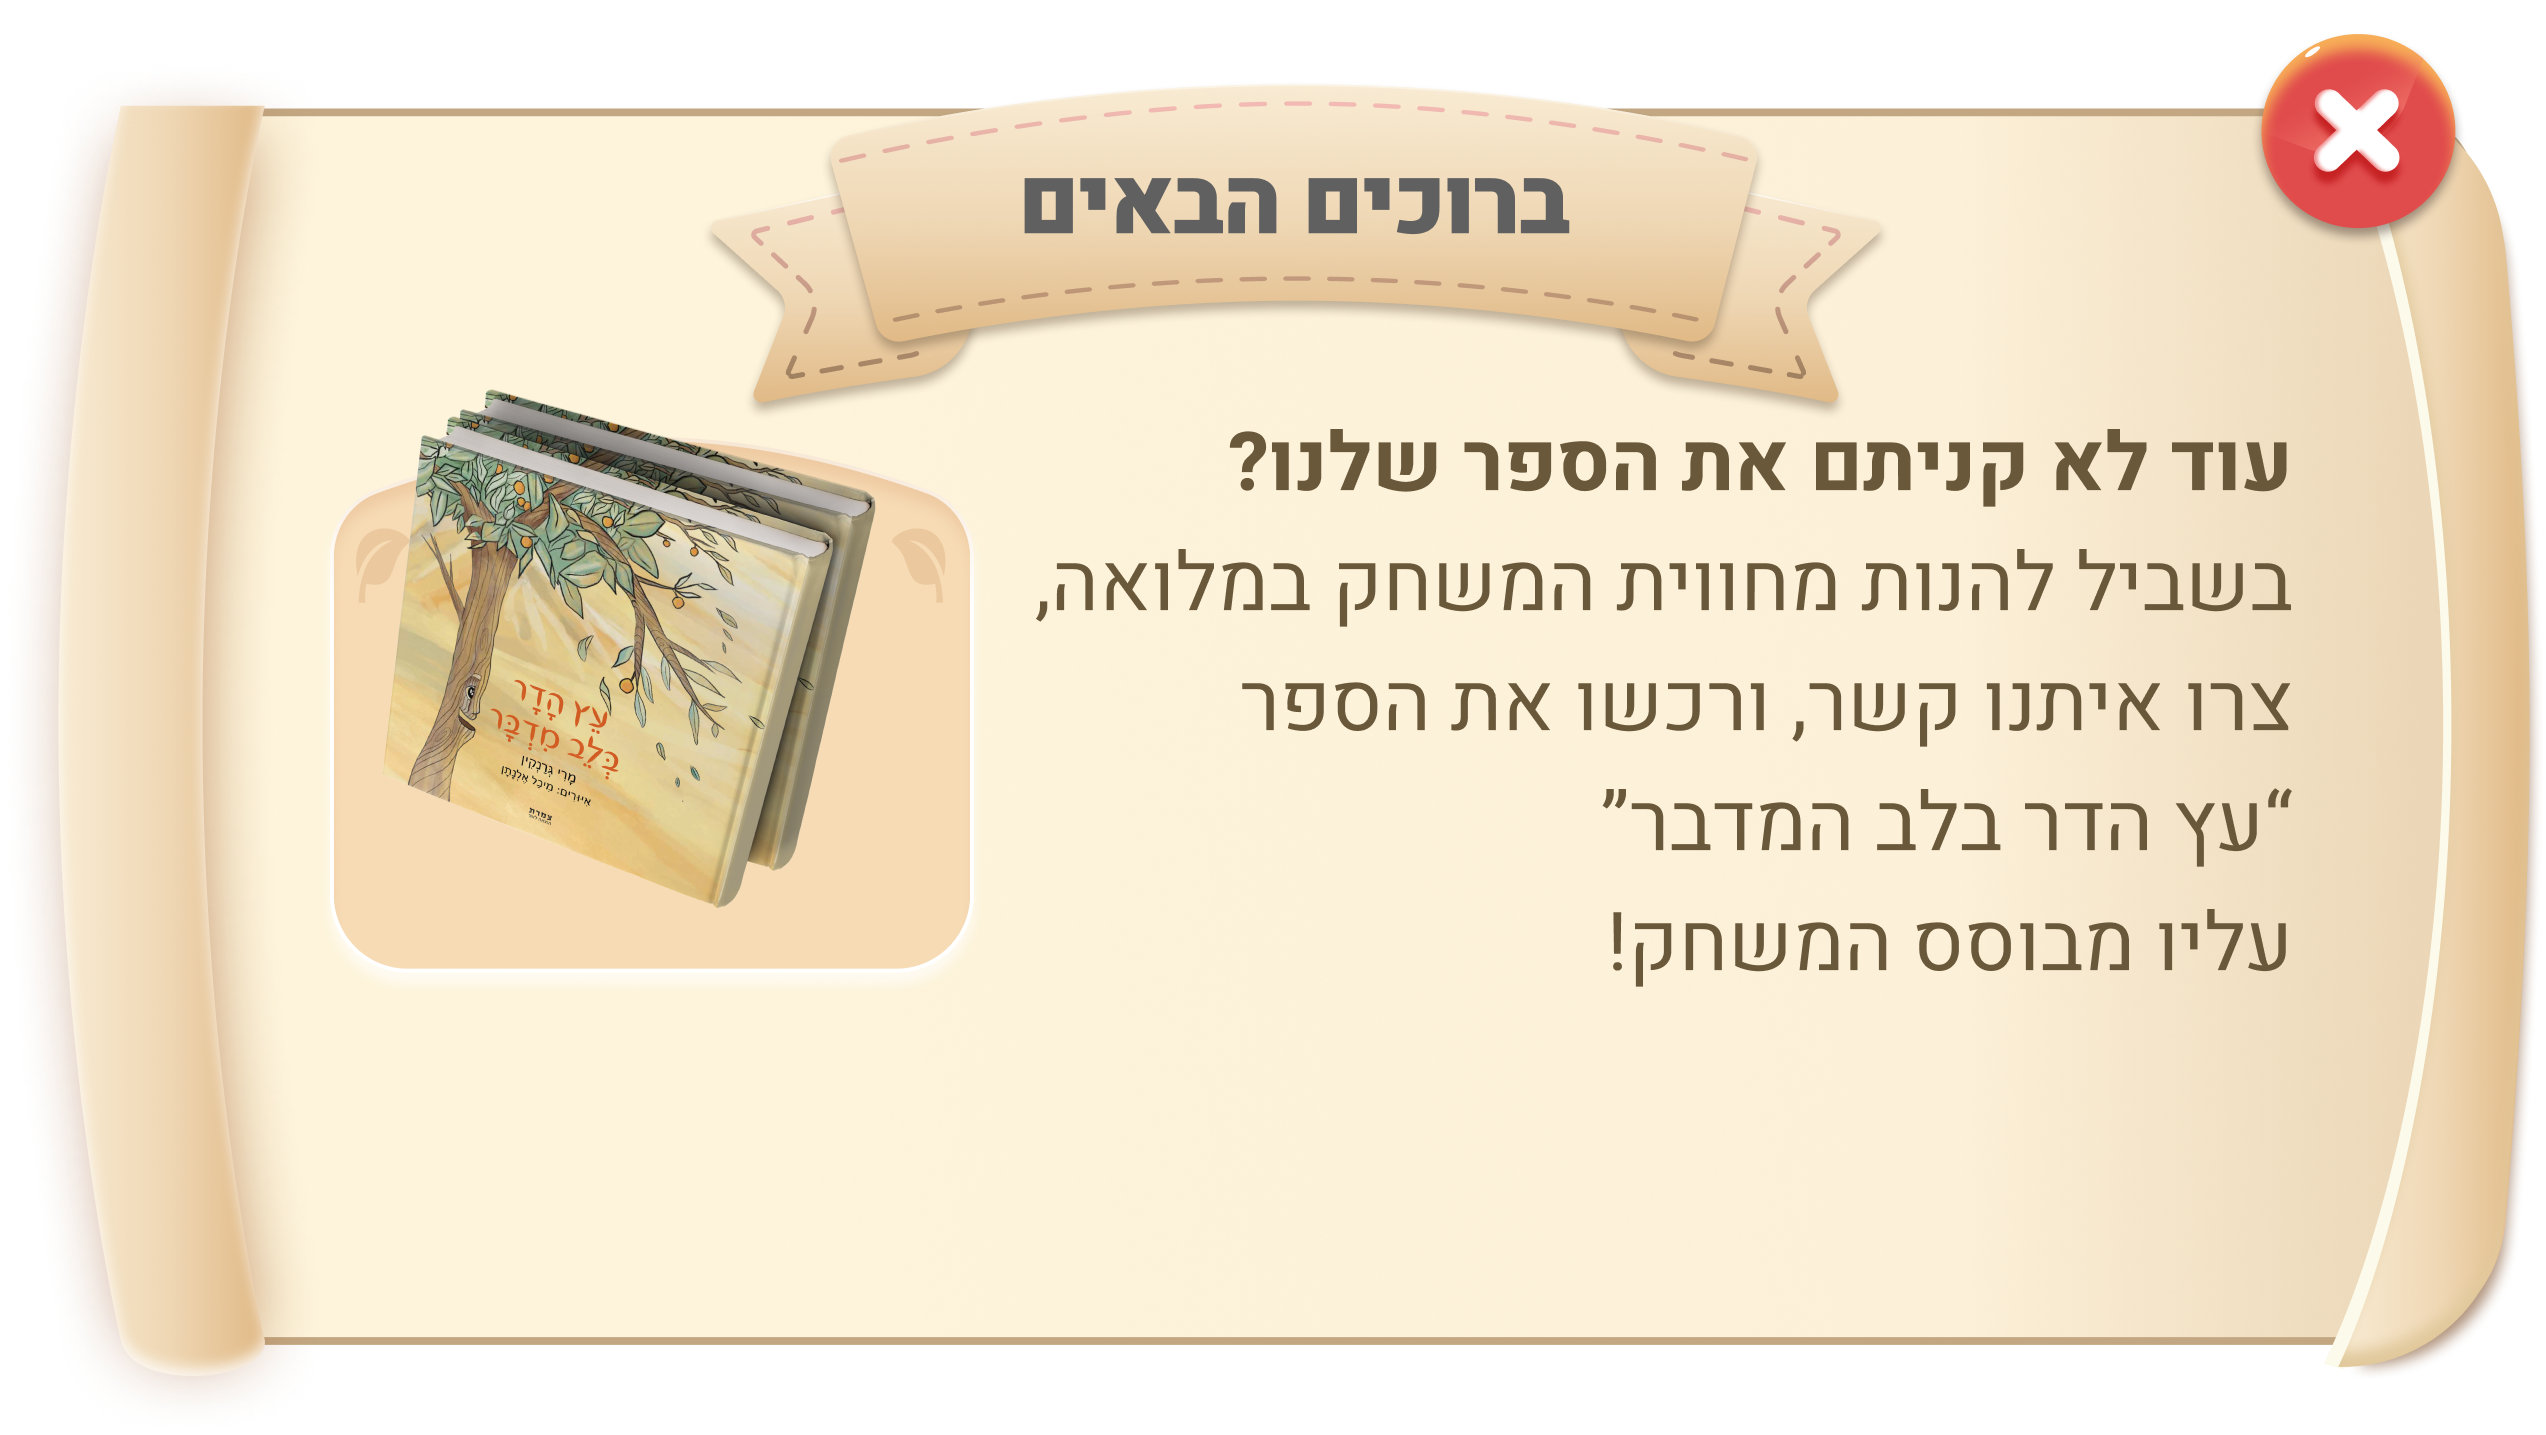 ברוכים הבאים
עוד לא קניתם את הספר שלנו?
בשביל להנות מחווית המשחק במלואה,
צרו איתנו קשר, ורכשו את הספר
“עץ הדר בלב המדבר”
עליו מבוסס המשחק!
עֵץ הָדָר
בְּלֵב מִדְבָּר
מָרִי גְרַנְקִין
אִיּוּרִים: מִיכָל אֶלְנָתָן
צמרת